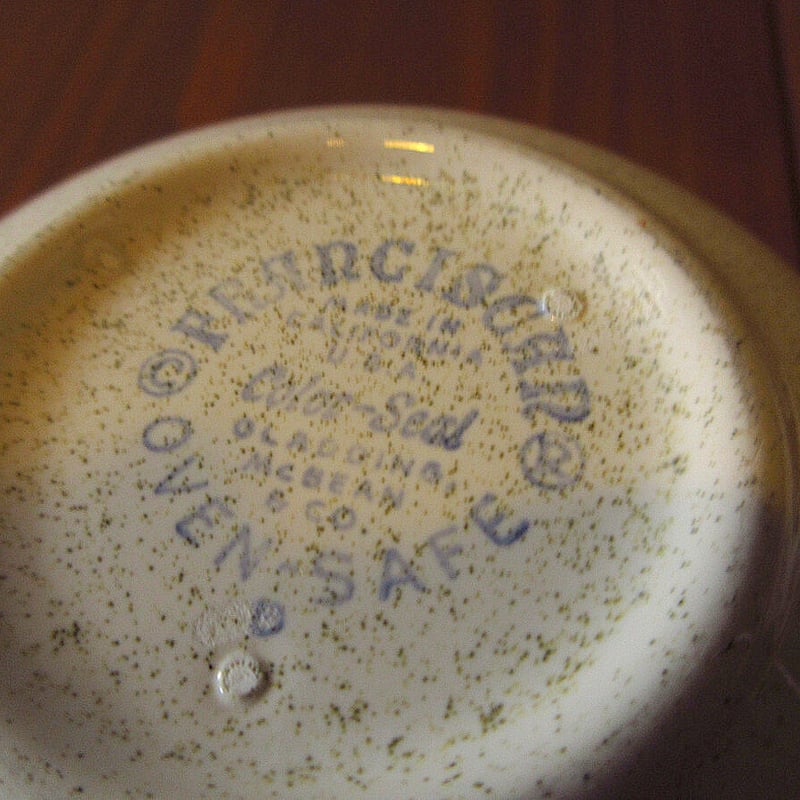 © FRANCISCAN ®
MADE IN
CALIFORNIA
U S A
Color-Seal
GLADDING,
McBEAN
& CO
OVEN-SAFE